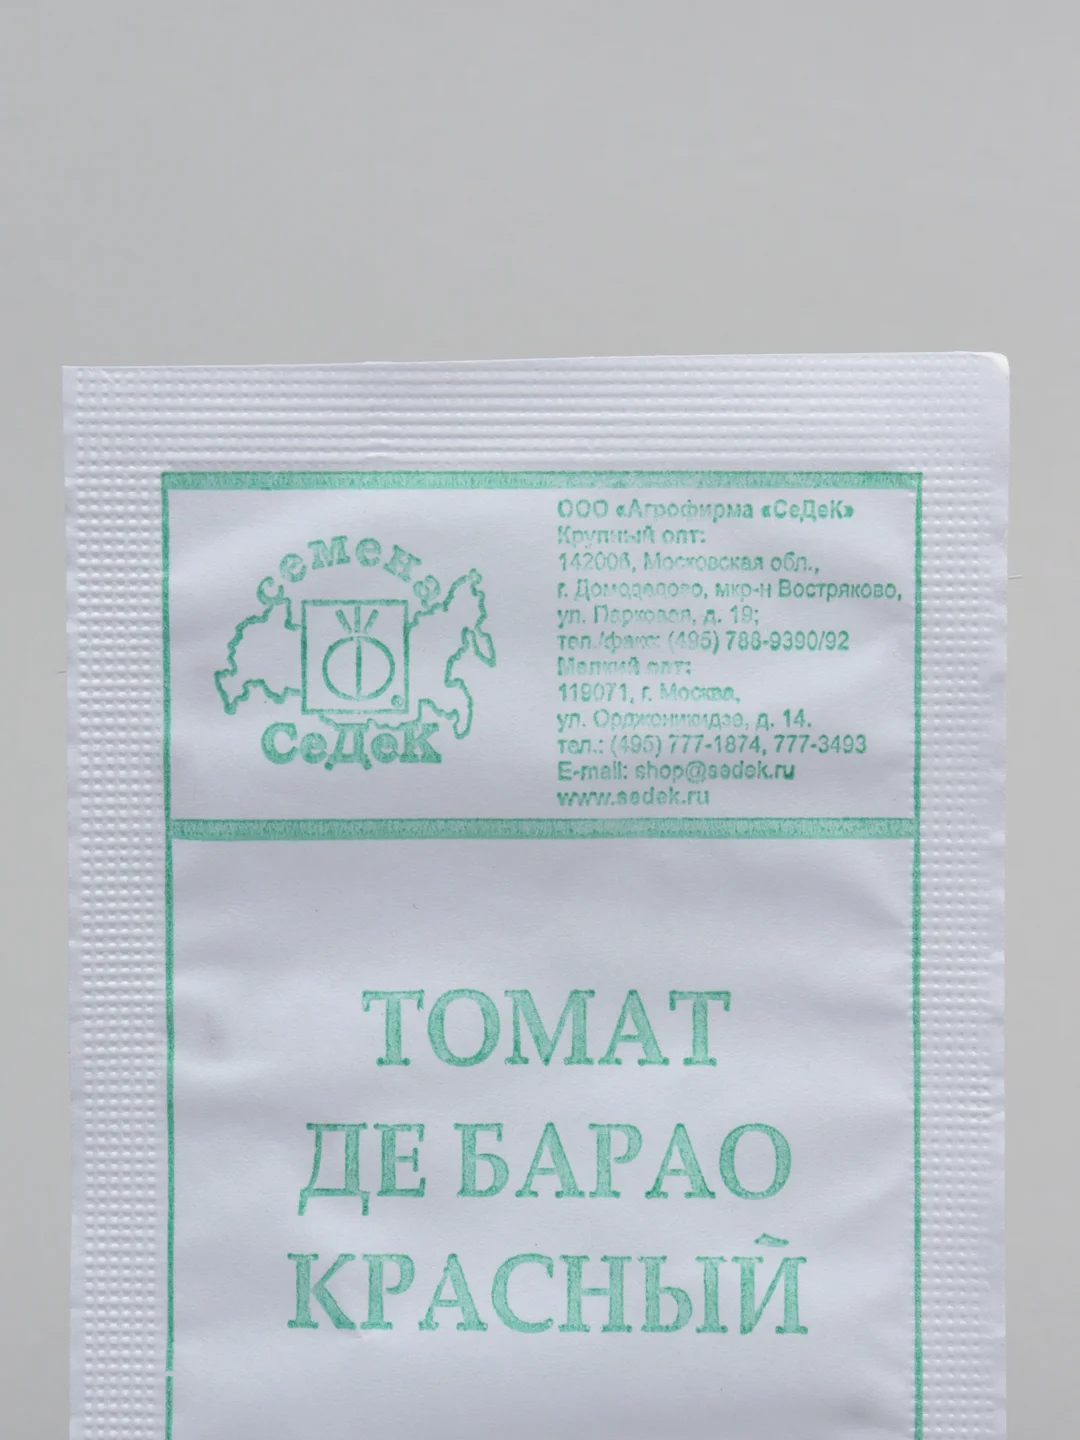 Семена
СеДеК
ООО «Агрофирма «СеДеК»
Крупный опт:
142006, Московская обл.,
г. Домодедово, мкр-н Востряково,
ул. Парковая, д. 19;
тел./факс: (495) 788-9390/92
Мелкий опт:
119071, г. Москва,
ул. Орджоникидзе, д. 14.
тел.: (495) 777-1874, 777-3493
E-mail: shop@sedek.ru
www.sedek.ru
ТОМАТ
ДЕ БАРАО
КРАСНЫЙ